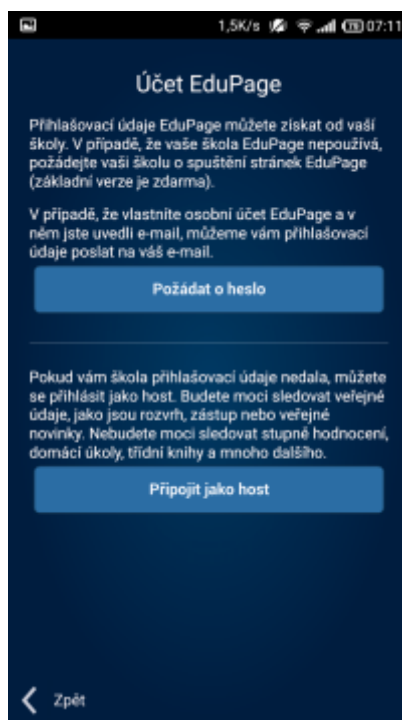 1,5K/s 75 07:11
Účet EduPage
Přihlašovací údaje EduPage můžete získat od vaší
školy. V případě, že vaše škola EduPage nepoužívá,
požádejte vaši školu o spuštění stránek EduPage
(základní verze je zdarma).
V případě, že vlastníte osobní účet EduPage a v
něm jste uvedli e-mail, můžeme vám přihlašovací
údaje poslat na váš e-mail.
Požádat o heslo
Pokud vám škola přihlašovací údaje nedala, můžete
se přihlásit jako host. Budete moci sledovat veřejné
údaje, jako jsou rozvrh, zástup nebo veřejné
novinky. Nebudete moci sledovat stupně hodnocení,
domácí úkoly, třídní knihy a mnoho dalšího.
Připojit jako host
Zpět